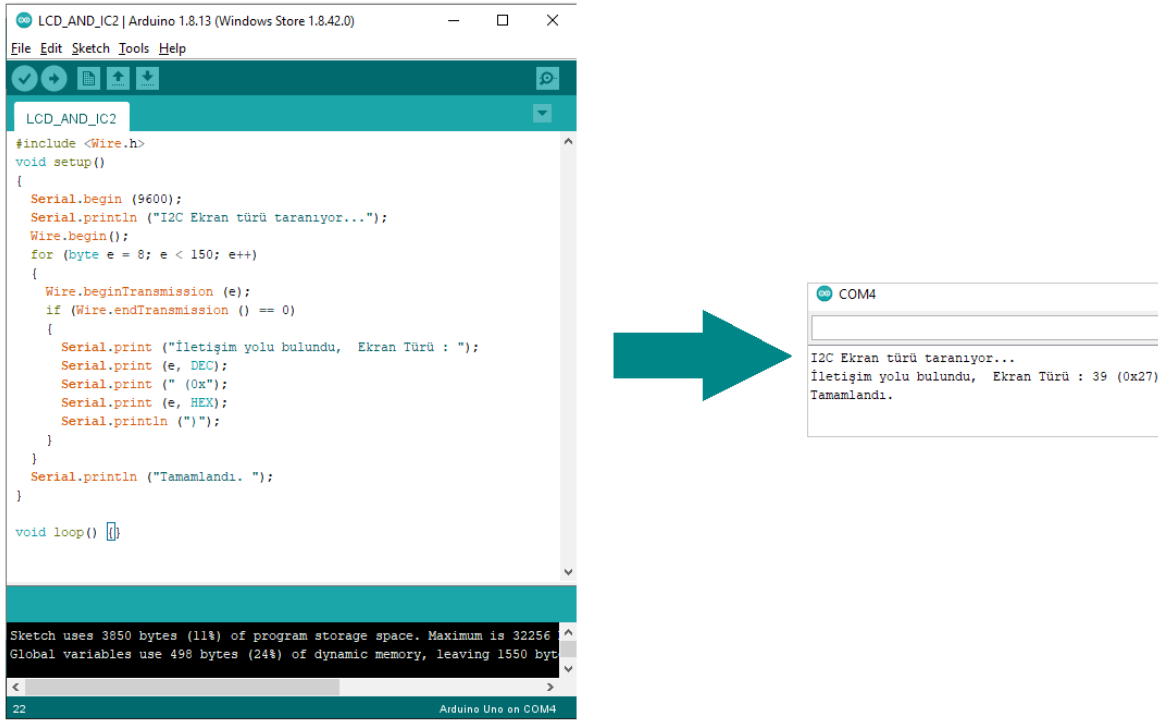 LCD_AND_IC2 | Arduino 1.8.13 (Windows Store 1.8.42.0)
File Edit Sketch Tools Help
LCD_AND_IC2
#include <Wire.h>
void setup()
{
  Serial.begin (9600);
  Serial.println ("I2C Ekran türü taranıyor...");
  Wire.begin();
  for (byte e = 8; e < 150; e++)
  {
    Wire.beginTransmission (e);
    if (Wire.endTransmission () == 0)
    {
      Serial.print ("İletişim yolu bulundu,  Ekran Türü : ");
      Serial.print (e, DEC);
      Serial.print (" (0x");
      Serial.print (e, HEX);
      Serial.println (")");
    }
  }
  Serial.println ("Tamamlandı. ");
}
void loop() {}
Sketch uses 3850 bytes (11%) of program storage space. Maximum is 32256
Global variables use 498 bytes (24%) of dynamic memory, leaving 1550 byt
22
Arduino Uno on COM4
COM4
I2C Ekran türü taranıyor...
İletişim yolu bulundu,  Ekran Türü : 39 (0x27)
Tamamlandı.